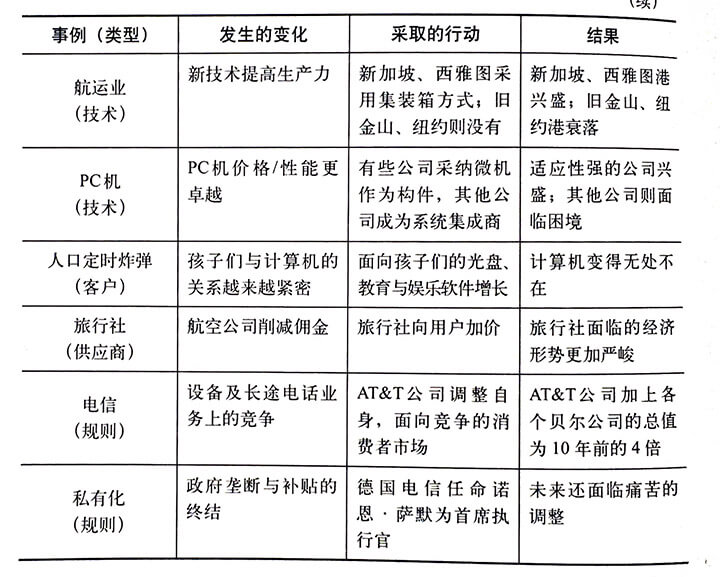 （续）
事例（类型） 发生的变化 采取的行动 结果
航运业 新技术提高生产力 新加坡、西雅图采 新加坡、西雅图港
（技术） 用集装箱方式；旧 兴盛；旧金山、纽
金山、纽约则没有 约港衰落
PC机 PC机价格/性能更 有些公司采纳微机 适应性强的公司兴
（技术） 卓越 作为构件，其他公 盛；其他公司则面
司成为系统集成商 临困境
人口定时炸弹 孩子们与计算机的 面向孩子们的光盘、 计算机变得无处不
（客户） 关系越来越紧密 教育与娱乐软件增长 在
旅行社 航空公司削减佣金 旅行社向用户加价 旅行社面临的经济
（供应商） 形势更加严峻
电信 设备及长途电话业 AT&T公司调整自 AT&T公司加上各
（规则） 务上的竞争 身，面向竞争的消 个贝尔公司的总值
费者市场 为10年前的4倍
私有化 政府垄断与补贴的 德国电信任命诺 未来还面临痛苦的
（规则） 终结 恩·萨默为首席执 调整
行官